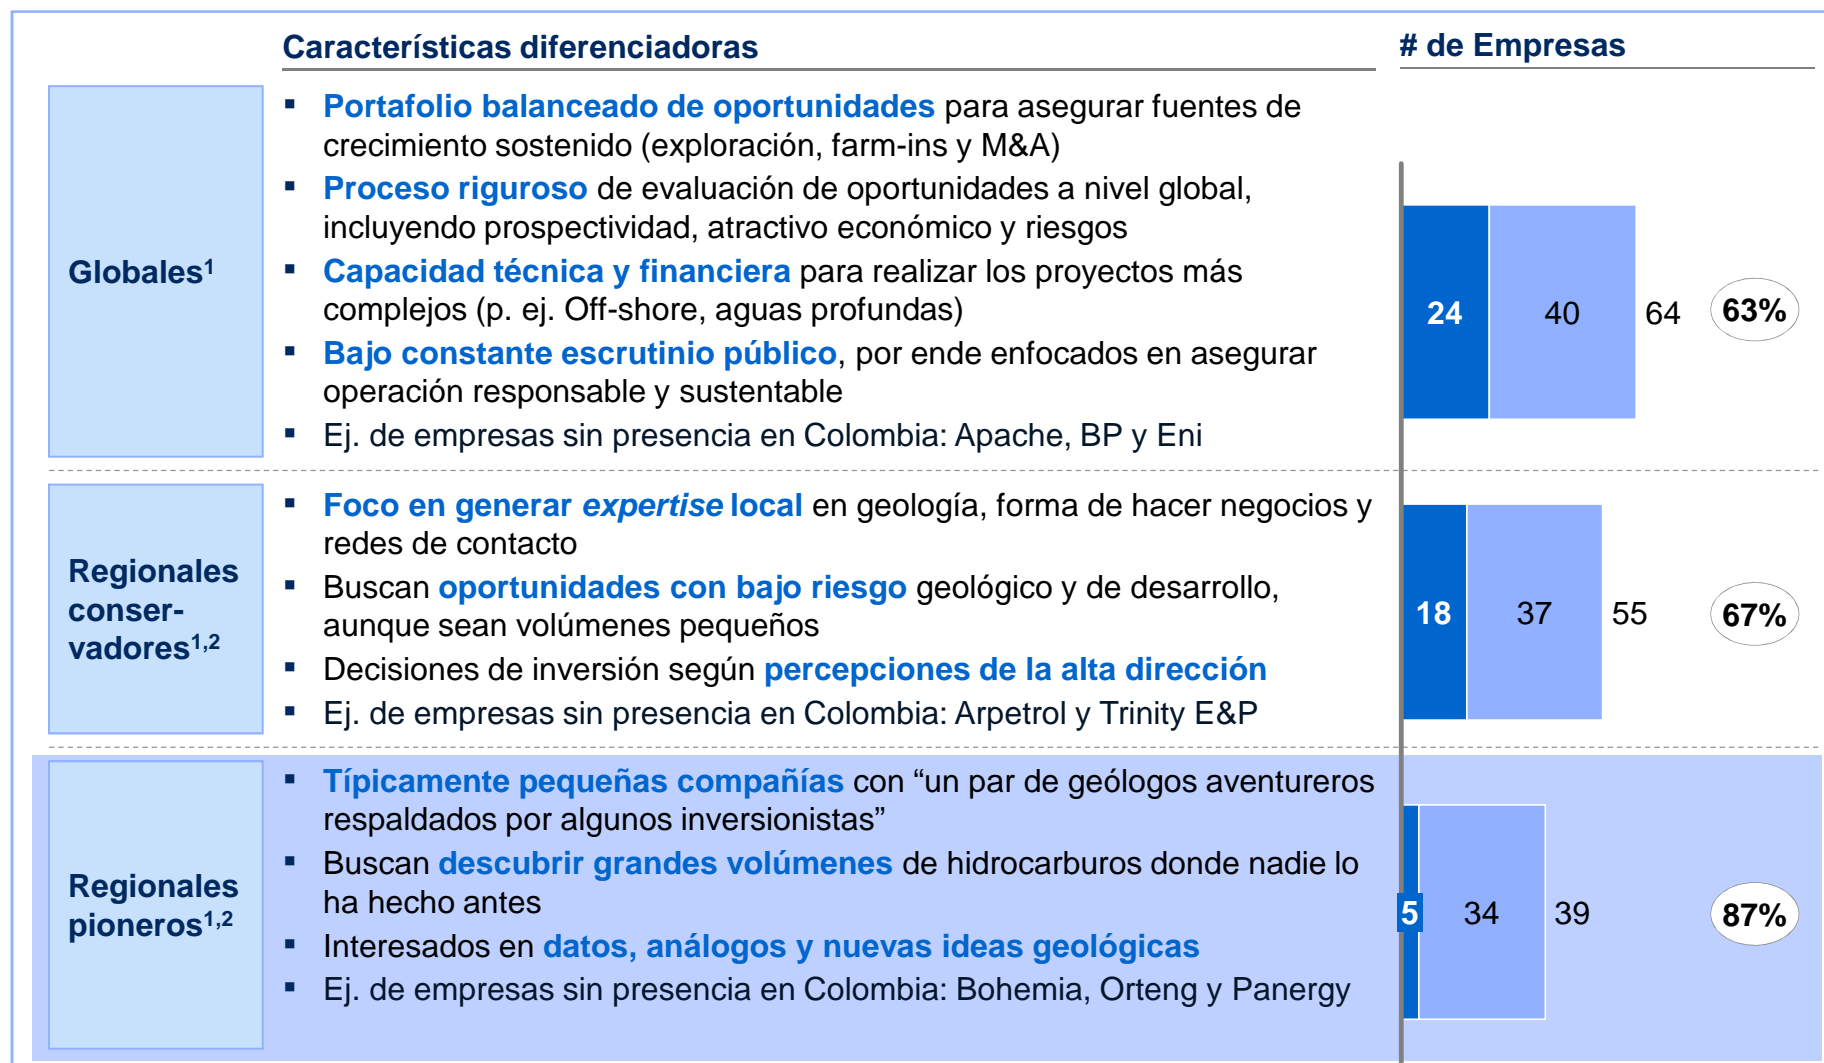 Características diferenciadoras
# de Empresas
Globales1
▪ Portafolio balanceado de oportunidades para asegurar fuentes de
crecimiento sostenido (exploración, farm-ins y M&A)
▪ Proceso riguroso de evaluación de oportunidades a nivel global,
incluyendo prospectividad, atractivo económico y riesgos
▪ Capacidad técnica y financiera para realizar los proyectos más
complejos (p. ej. Off-shore, aguas profundas)
▪ Bajo constante escrutinio público, por ende enfocados en asegurar
operación responsable y sustentable
▪ Ej. de empresas sin presencia en Colombia: Apache, BP y Eni
24 40 64 63%
Regionales
conser-
vadores1,2
▪ Foco en generar expertise local en geología, forma de hacer negocios y
redes de contacto
▪ Buscan oportunidades con bajo riesgo geológico y de desarrollo,
aunque sean volúmenes pequeños
▪ Decisiones de inversión según percepciones de la alta dirección
▪ Ej. de empresas sin presencia en Colombia: Arpetrol y Trinity E&P
18 37 55 67%
Regionales
pioneros1,2
▪ Típicamente pequeñas compañías con “un par de geólogos aventureros
respaldados por algunos inversionistas”
▪ Buscan descubrir grandes volúmenes de hidrocarburos donde nadie lo
ha hecho antes
▪ Interesados en datos, análogos y nuevas ideas geológicas
▪ Ej. de empresas sin presencia en Colombia: Bohemia, Orteng y Panergy
5 34 39 87%